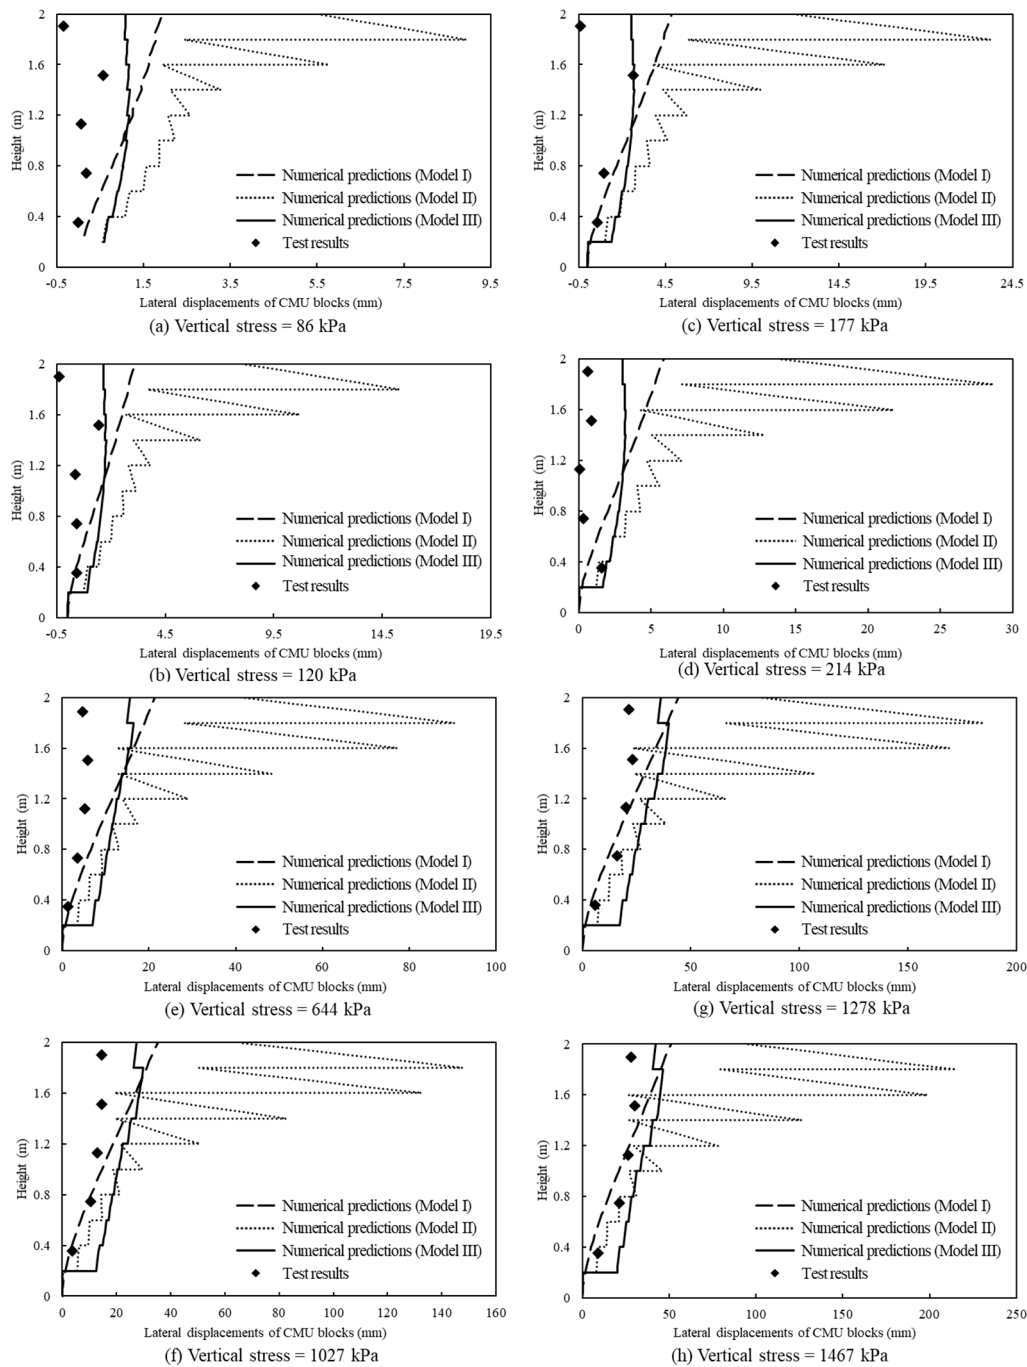 2
1.6
1.2
0.8
0.4
0
Height (m)
Numerical predictions (Model I)
Numerical predictions (Model II)
Numerical predictions (Model III)
Test results
-0.5 1.5 3.5 5.5 7.5 9.5
Lateral displacements of CMU blocks (mm)
(a) Vertical stress = 86 kPa
2
1.6
1.2
0.8
0.4
0
Height (m)
Numerical predictions (Model I)
Numerical predictions (Model II)
Numerical predictions (Model III)
Test results
-0.5 4.5 9.5 14.5 19.5 24.5
Lateral displacements of CMU blocks (mm)
(c) Vertical stress = 177 kPa
2
1.6
1.2
0.8
0.4
0
Height (m)
Numerical predictions (Model I)
Numerical predictions (Model II)
Numerical predictions (Model III)
Test results
-0.5 4.5 9.5 14.5 19.5
Lateral displacements of CMU blocks (mm)
(b) Vertical stress = 120 kPa
2
1.6
1.2
0.8
0.4
0
Height (m)
Numerical predictions (Model I)
Numerical predictions (Model II)
Numerical predictions (Model III)
Test results
0 5 10 15 20 25 30
Lateral displacements of CMU blocks (mm)
(d) Vertical stress = 214 kPa
2
1.6
1.2
0.8
0.4
0
Height (m)
Numerical predictions (Model I)
Numerical predictions (Model II)
Numerical predictions (Model III)
Test results
0 20 40 60 80 100
Lateral displacements of CMU blocks (mm)
(e) Vertical stress = 644 kPa
2
1.6
1.2
0.8
0.4
0
Height (m)
Numerical predictions (Model I)
Numerical predictions (Model II)
Numerical predictions (Model III)
Test results
0 50 100 150 200
Lateral displacements of CMU blocks (mm)
(g) Vertical stress = 1278 kPa
2
1.6
1.2
0.8
0.4
0
Height (m)
Numerical predictions (Model I)
Numerical predictions (Model II)
Numerical predictions (Model III)
Test results
0 20 40 60 80 100 120 140 160
Lateral displacements of CMU blocks (mm)
(f) Vertical stress = 1027 kPa
2
1.6
1.2
0.8
0.4
0
Height (m)
Numerical predictions (Model I)
Numerical predictions (Model II)
Numerical predictions (Model III)
Test results
0 50 100 150 200 250
Lateral displacements of CMU blocks (mm)
(h) Vertical stress = 1467 kPa